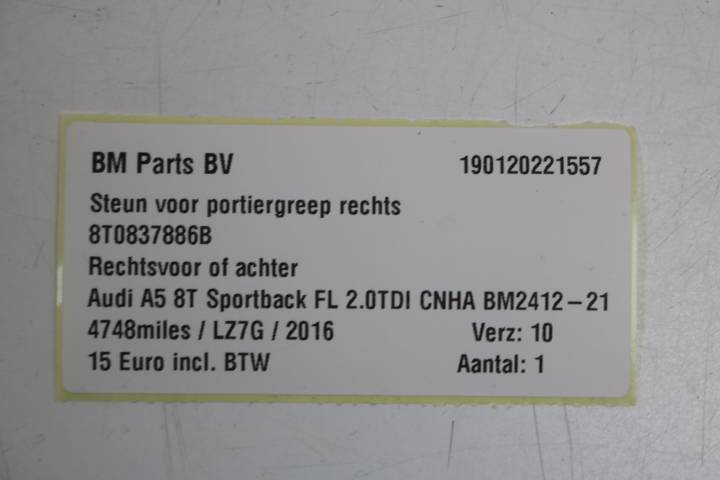 BM Parts BV 190120221557
Steun voor portiergreep rechts
8T0837886B
Rechtsvoor of achter
Audi A5 8T Sportback FL 2.0TDI CNHA BM2412-21
4748miles / LZ7G / 2016 Verz: 10
15 Euro incl. BTW Aantal: 1